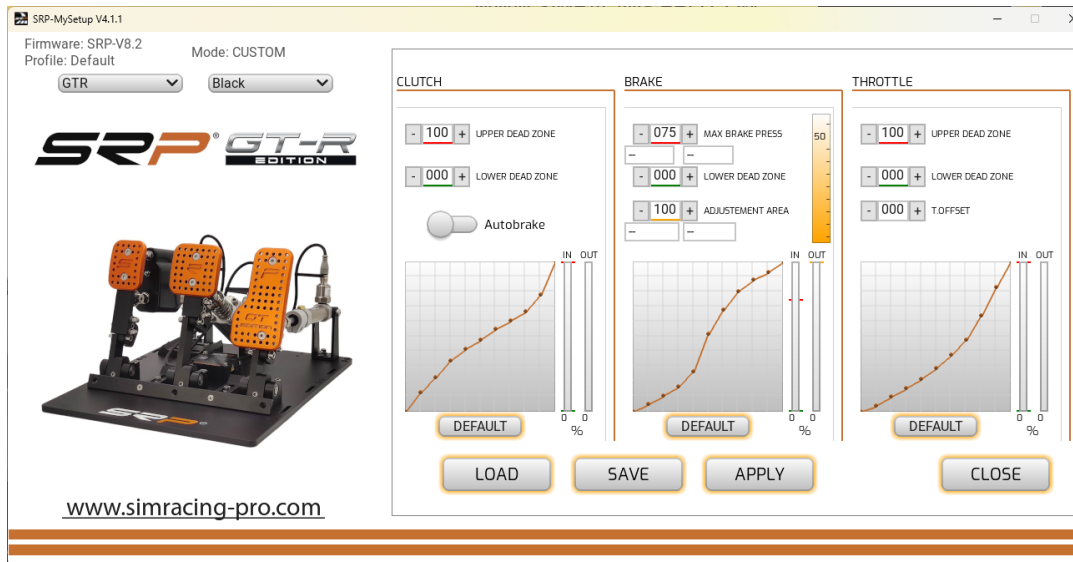 SRP-MySetup V4.1.1
Firmware: SRP-V8.2
Mode: CUSTOM
Profile: Default
GTR
Black
SRP GT-R
EDITION
www.simracing-pro.com
CLUTCH
- 100 + UPPER DEAD ZONE
- 000 + LOWER DEAD ZONE
Autobrake
IN OUT
0 0
%
DEFAULT
BRAKE
- 075 + MAX BRAKE PRESS
50
-- --
- 000 + LOWER DEAD ZONE
- 100 + ADJUSTEMENT AREA
-- --
IN OUT
0 0
%
DEFAULT
THROTTLE
- 100 + UPPER DEAD ZONE
- 000 + LOWER DEAD ZONE
- 000 + T.OFFSET
IN OUT
0 0
%
DEFAULT
LOAD
SAVE
APPLY
CLOSE